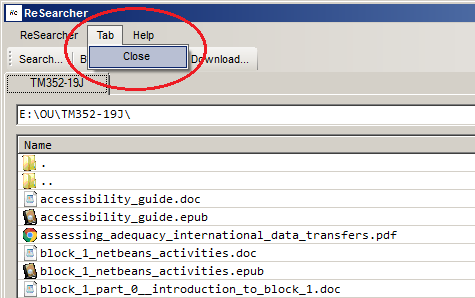 Rc ReSearcher
ReSearcher Tab Help
Close
Search... B Download...
TM352-19J
E:\OU\TM352-19J\
Name
.
..
accessibility_guide.doc
accessibility_guide.epub
assessing_adequacy_international_data_transfers.pdf
block_1_netbeans_activities.doc
block_1_netbeans_activities.epub
block_1_part_0__introduction_to_block_1.doc